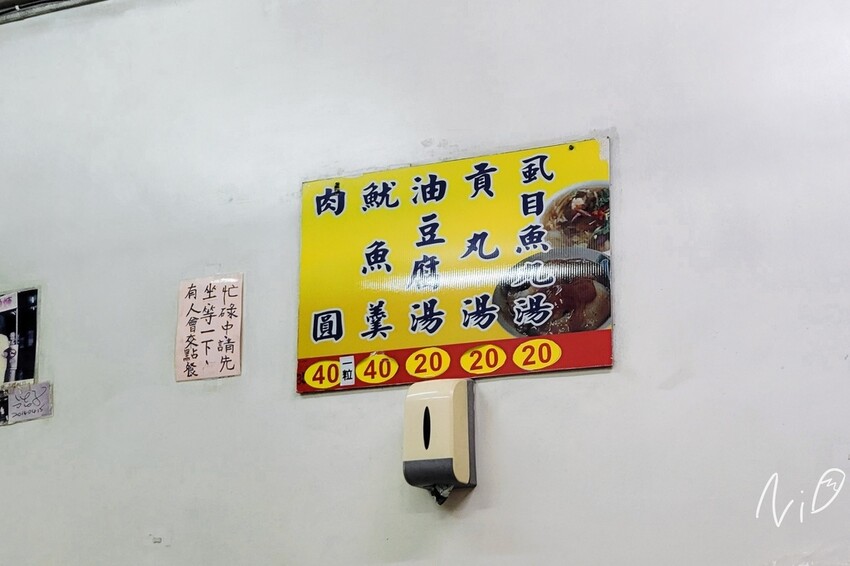 虱目魚丸湯
20
貢丸湯
20
油豆腐湯
20
魷魚羹
40
肉圓
40
一粒
忙碌中請先
坐等一下、
有人會來點餐